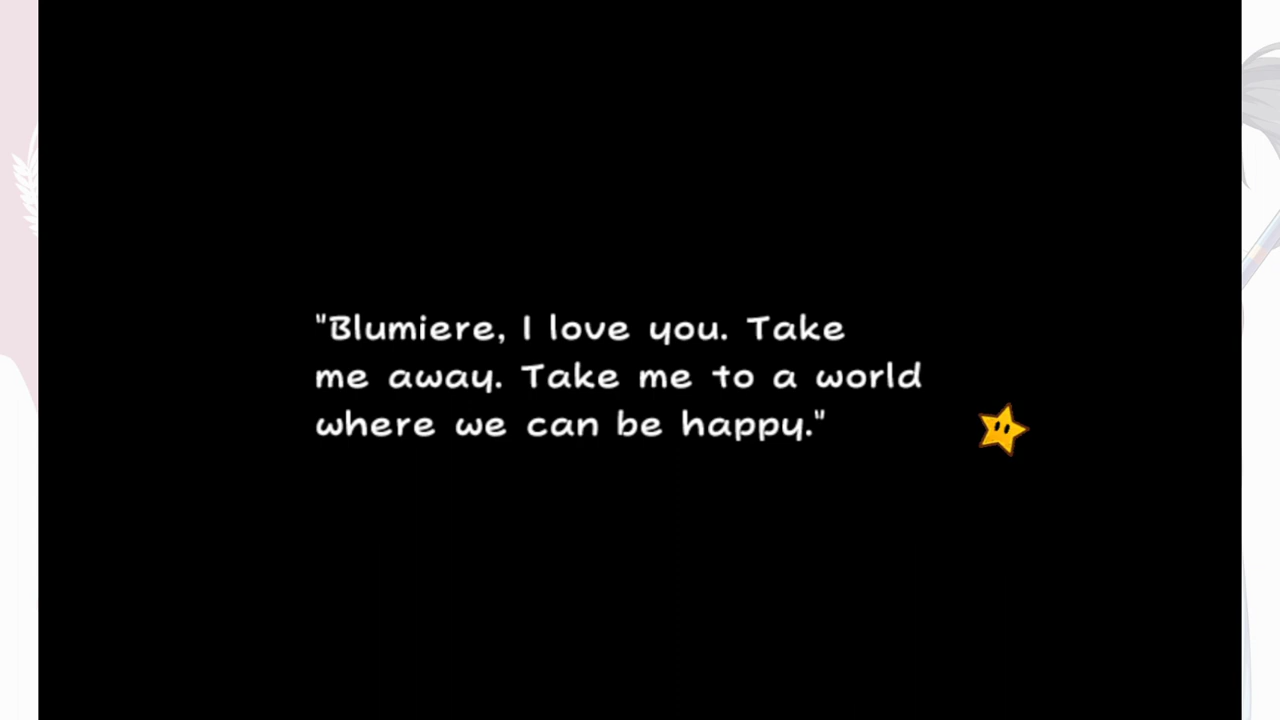 "Blumiere, I love you. Take
me away. Take me to a world
where we can be happy."